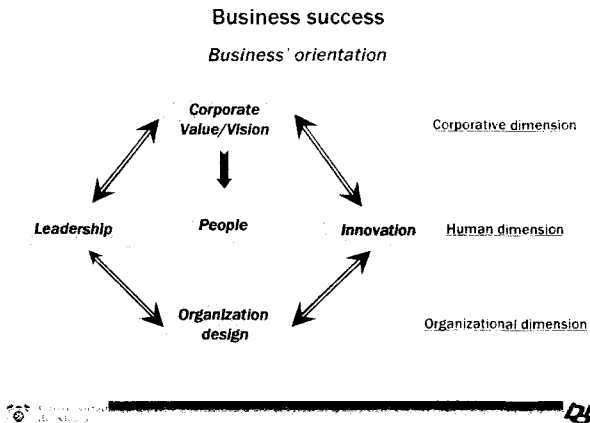 Business success
Business' orientation
Corporate
Value/Vision
Corporative dimension
Leadership
People
Innovation
Human dimension
Organization
design
Organizational dimension